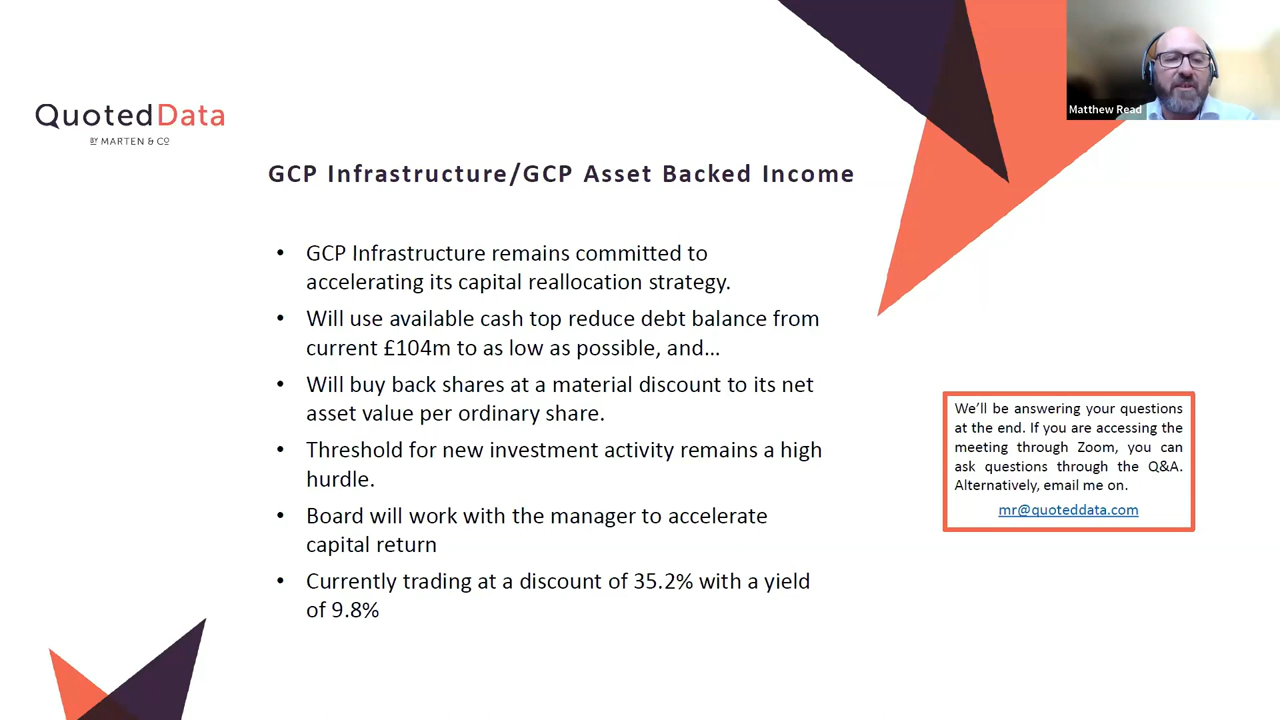 QuotedData
BY MARTEN & CO
Matthew Read
GCP Infrastructure/GCP Asset Backed Income
• GCP Infrastructure remains committed to
accelerating its capital reallocation strategy.
• Will use available cash top reduce debt balance from
current £104m to as low as possible, and...
• Will buy back shares at a material discount to its net
asset value per ordinary share.
• Threshold for new investment activity remains a high
hurdle.
• Board will work with the manager to accelerate
capital return
• Currently trading at a discount of 35.2% with a yield
of 9.8%
We'll be answering your questions
at the end. If you are accessing the
meeting through Zoom, you can
ask questions through the Q&A.
Alternatively, email me on.
mr@quoteddata.com